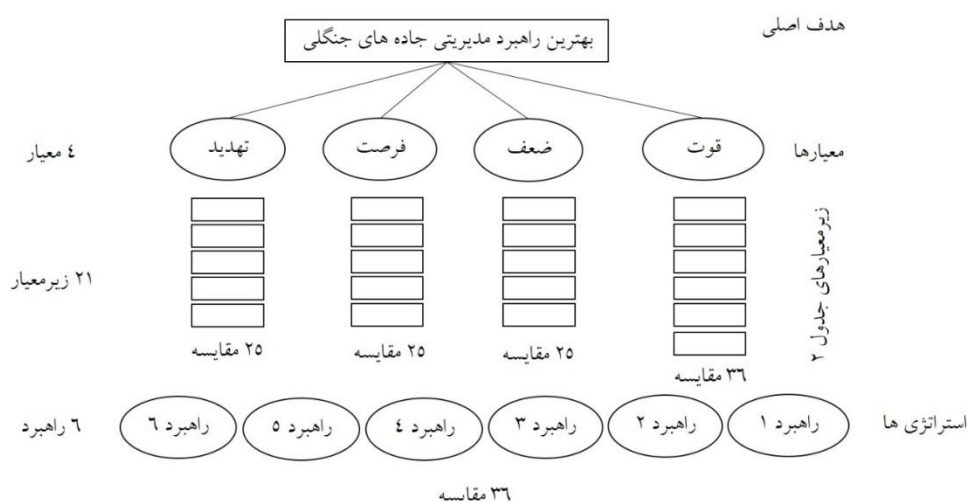 هدف اصلی
بهترین راهبرد مدیریتی جاده های جنگلی
معیارها
قوت
ضعف
فرصت
تهدید
٤ معیار
زیرمعیارهای جدول ٢
٢١ زیرمعیار
٣٦ مقایسه
٢٥ مقایسه
٢٥ مقایسه
٢٥ مقایسه
استراتژی ها
راهبرد ١
راهبرد ٢
راهبرد ٣
راهبرد ٤
راهبرد ٥
راهبرد ٦
٦ راهبرد
٣٦ مقایسه